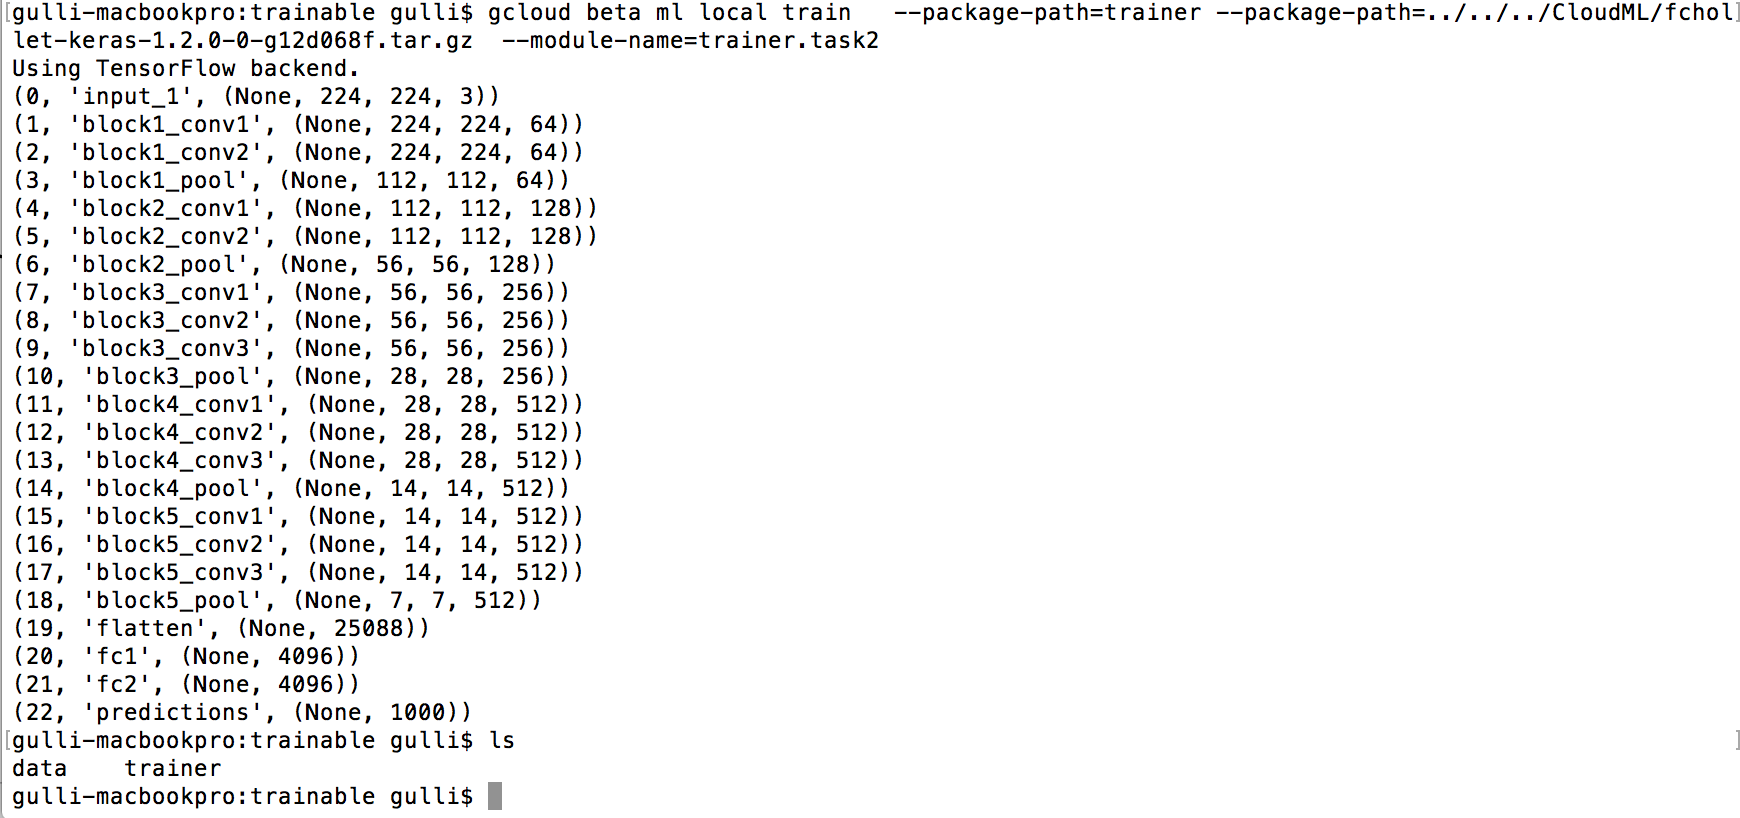 [gulli-macbookpro:trainable gulli$ gcloud beta ml local train   --package-path=trainer --package-path=../../../CloudML/fchol]
let-keras-1.2.0-0-g12d068f.tar.gz  --module-name=trainer.task2
Using TensorFlow backend.
(0, 'input_1', (None, 224, 224, 3))
(1, 'block1_conv1', (None, 224, 224, 64))
(2, 'block1_conv2', (None, 224, 224, 64))
(3, 'block1_pool', (None, 112, 112, 64))
(4, 'block2_conv1', (None, 112, 112, 128))
(5, 'block2_conv2', (None, 112, 112, 128))
(6, 'block2_pool', (None, 56, 56, 128))
(7, 'block3_conv1', (None, 56, 56, 256))
(8, 'block3_conv2', (None, 56, 56, 256))
(9, 'block3_conv3', (None, 56, 56, 256))
(10, 'block3_pool', (None, 28, 28, 256))
(11, 'block4_conv1', (None, 28, 28, 512))
(12, 'block4_conv2', (None, 28, 28, 512))
(13, 'block4_conv3', (None, 28, 28, 512))
(14, 'block4_pool', (None, 14, 14, 512))
(15, 'block5_conv1', (None, 14, 14, 512))
(16, 'block5_conv2', (None, 14, 14, 512))
(17, 'block5_conv3', (None, 14, 14, 512))
(18, 'block5_pool', (None, 7, 7, 512))
(19, 'flatten', (None, 25088))
(20, 'fc1', (None, 4096))
(21, 'fc2', (None, 4096))
(22, 'predictions', (None, 1000))
[gulli-macbookpro:trainable gulli$ ls ]
data    trainer
gulli-macbookpro:trainable gulli$